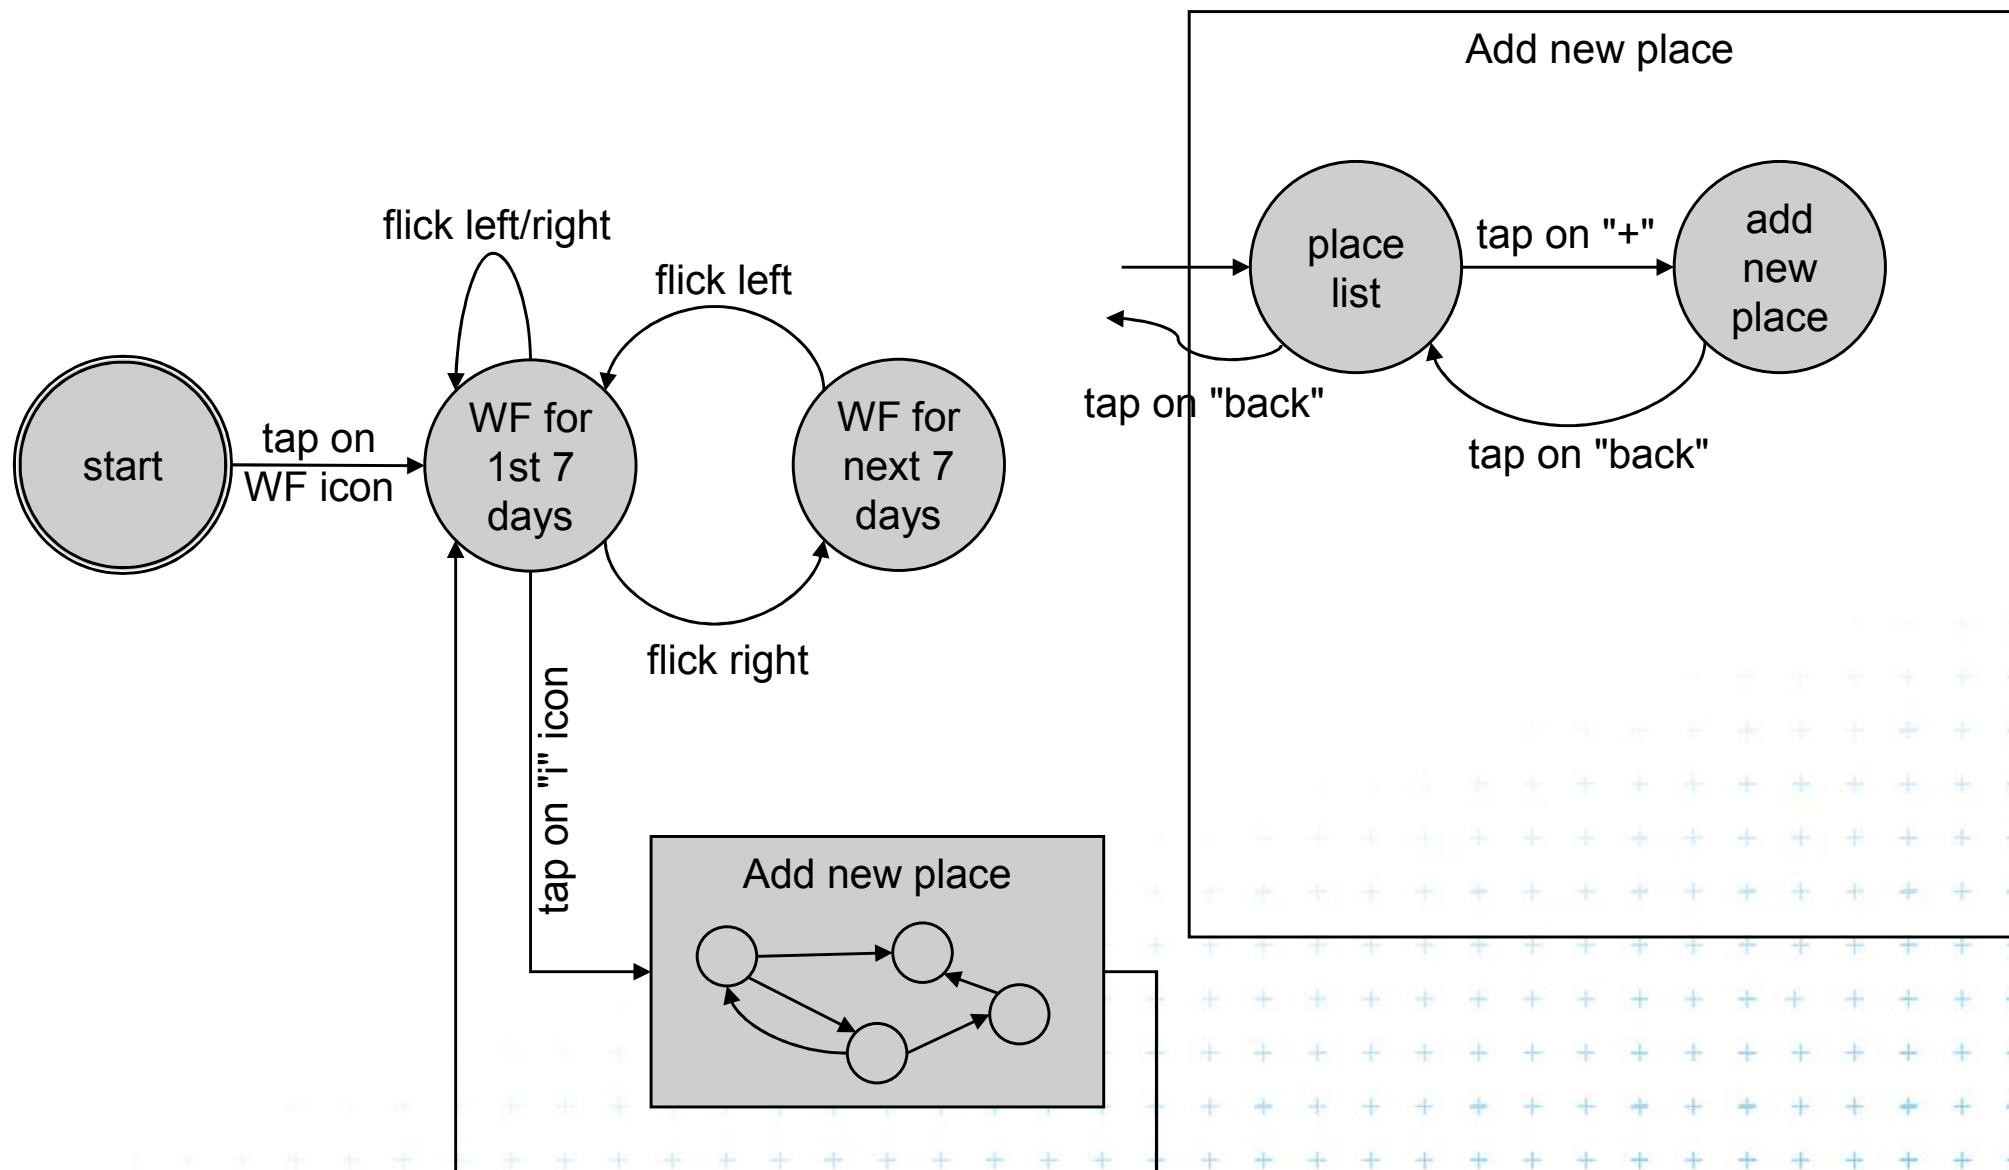 Add new place
place
list
tap on "+"
add
new
place
tap on "back"
tap on "back"
flick left/right
flick left
start
tap on
WF icon
WF for
1st 7
days
WF for
next 7
days
flick right
tap on "i" icon
Add new place